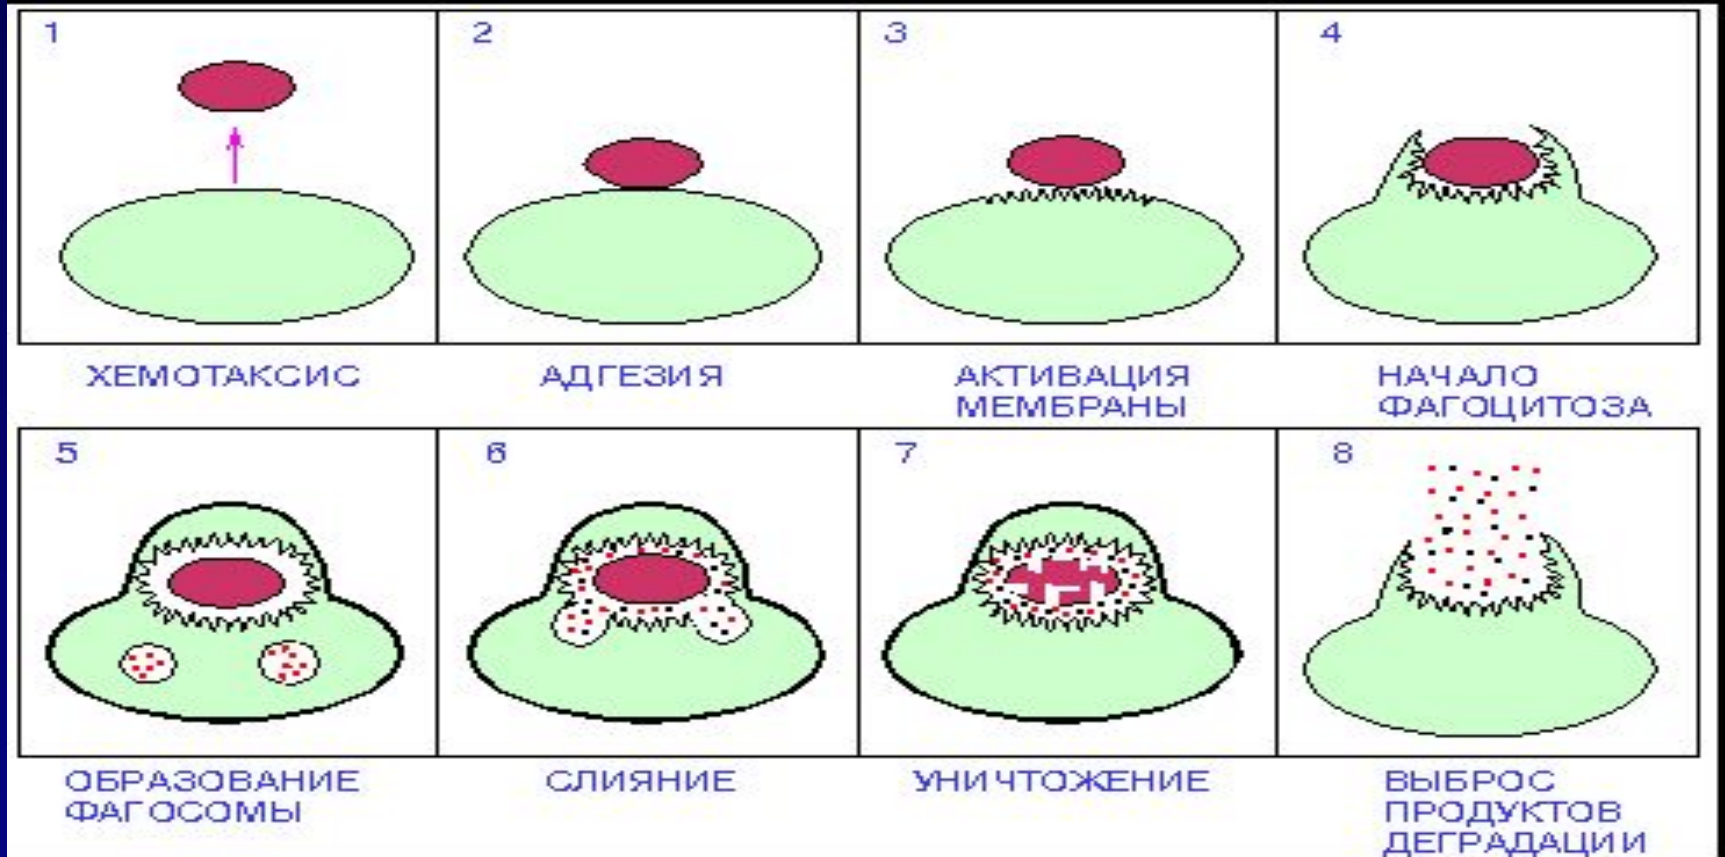 1
2
3
4
ХЕМОТАКСИС
АДГЕЗИЯ
АКТИВАЦИЯ
МЕМБРАНЫ
НАЧАЛО
ФАГОЦИТОЗА
5
6
7
8
ОБРАЗОВАНИЕ
ФАГОСОМЫ
СЛИЯНИЕ
УНИЧТОЖЕНИЕ
ВЫБРОС
ПРОДУКТОВ
ДЕГРАДАЦИИ